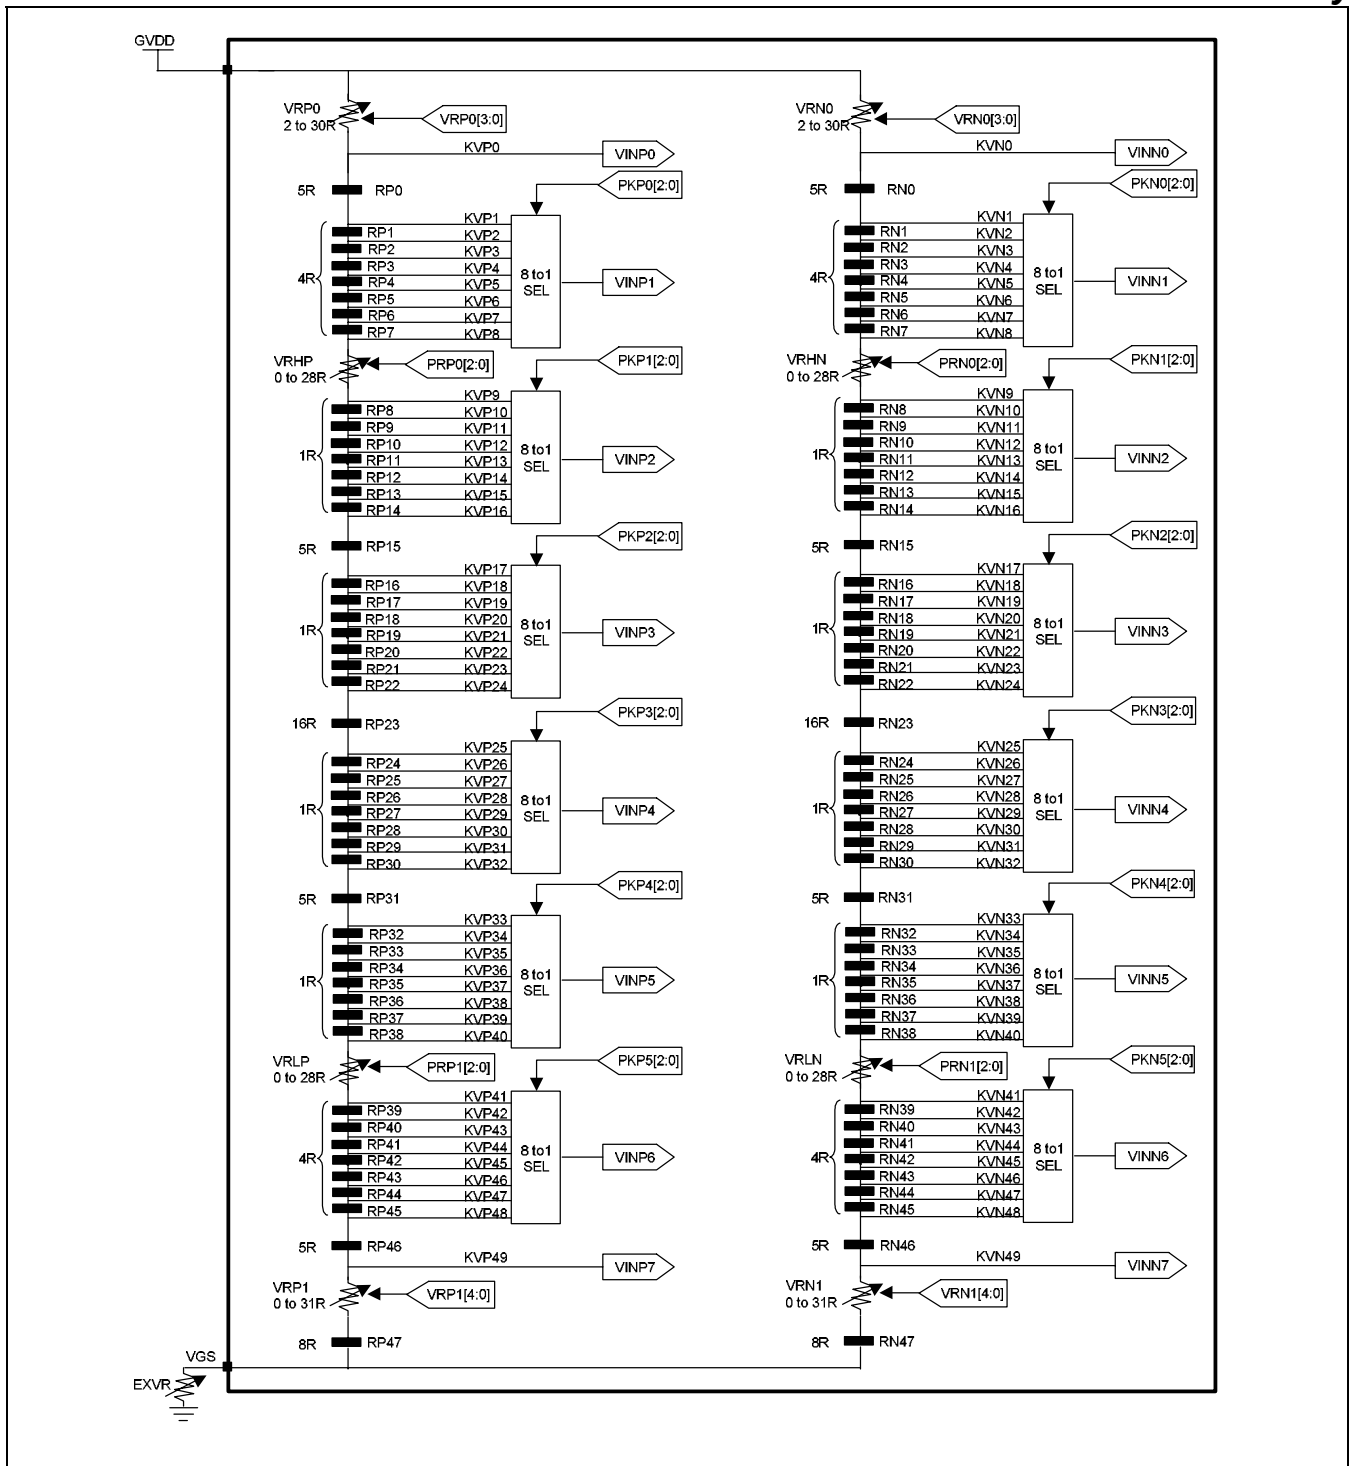 GVDD
VRP0
2 to 30R
VRP0[3:0]
KVP0
VINP0
PKP0[2:0]
5R
RP0
KVP1
RP1
KVP2
RP2
KVP3
RP3
KVP4
4R
RP4
KVP5
RP5
KVP6
RP6
KVP7
RP7
KVP8
8 to1
SEL
VINP1
VRHP
0 to 28R
PRP0[2:0]
PKP1[2:0]
KVP9
RP8
KVP10
RP9
KVP11
RP10
KVP12
1R
RP11
KVP13
RP12
KVP14
RP13
KVP15
RP14
KVP16
8 to1
SEL
VINP2
PKP2[2:0]
5R
RP15
KVP17
RP16
KVP18
RP17
KVP19
RP18
KVP20
1R
RP19
KVP21
RP20
KVP22
RP21
KVP23
RP22
KVP24
8 to1
SEL
VINP3
PKP3[2:0]
16R
RP23
KVP25
RP24
KVP26
RP25
KVP27
RP26
KVP28
1R
RP27
KVP29
RP28
KVP30
RP29
KVP31
RP30
KVP32
8 to1
SEL
VINP4
PKP4[2:0]
5R
RP31
KVP33
RP32
KVP34
RP33
KVP35
RP34
KVP36
1R
RP35
KVP37
RP36
KVP38
RP37
KVP39
RP38
KVP40
8 to1
SEL
VINP5
VRLP
0 to 28R
PRP1[2:0]
PKP5[2:0]
KVP41
RP39
KVP42
RP40
KVP43
RP41
KVP44
4R
RP42
KVP45
RP43
KVP46
RP44
KVP47
RP45
KVP48
8 to1
SEL
VINP6
5R
RP46
KVP49
VINP7
VRP1
0 to 31R
VRP1[4:0]
8R
RP47
VGS
EXVR
VRN0
2 to 30R
VRN0[3:0]
KVN0
VINN0
PKN0[2:0]
5R
RN0
KVN1
RN1
KVN2
RN2
KVN3
RN3
KVN4
4R
RN4
KVN5
RN5
KVN6
RN6
KVN7
RN7
KVN8
8 to1
SEL
VINN1
VRHN
0 to 28R
PRN0[2:0]
PKN1[2:0]
KVN9
RN8
KVN10
RN9
KVN11
RN10
KVN12
1R
RN11
KVN13
RN12
KVN14
RN13
KVN15
RN14
KVN16
8 to1
SEL
VINN2
PKN2[2:0]
5R
RN15
KVN17
RN16
KVN18
RN17
KVN19
RN18
KVN20
1R
RN19
KVN21
RN20
KVN22
RN21
KVN23
RN22
KVN24
8 to1
SEL
VINN3
PKN3[2:0]
16R
RN23
KVN25
RN24
KVN26
RN25
KVN27
RN26
KVN28
1R
RN27
KVN29
RN28
KVN30
RN29
KVN31
RN30
KVN32
8 to1
SEL
VINN4
PKN4[2:0]
5R
RN31
KVN33
RN32
KVN34
RN33
KVN35
RN34
KVN36
1R
RN35
KVN37
RN36
KVN38
RN37
KVN39
RN38
KVN40
8 to1
SEL
VINN5
VRLN
0 to 28R
PRN1[2:0]
PKN5[2:0]
KVN41
RN39
KVN42
RN40
KVN43
RN41
KVN44
4R
RN42
KVN45
RN43
KVN46
RN44
KVN47
RN45
KVN48
8 to1
SEL
VINN6
5R
RN46
KVN49
VINN7
VRN1
0 to 31R
VRN1[4:0]
8R
RN47